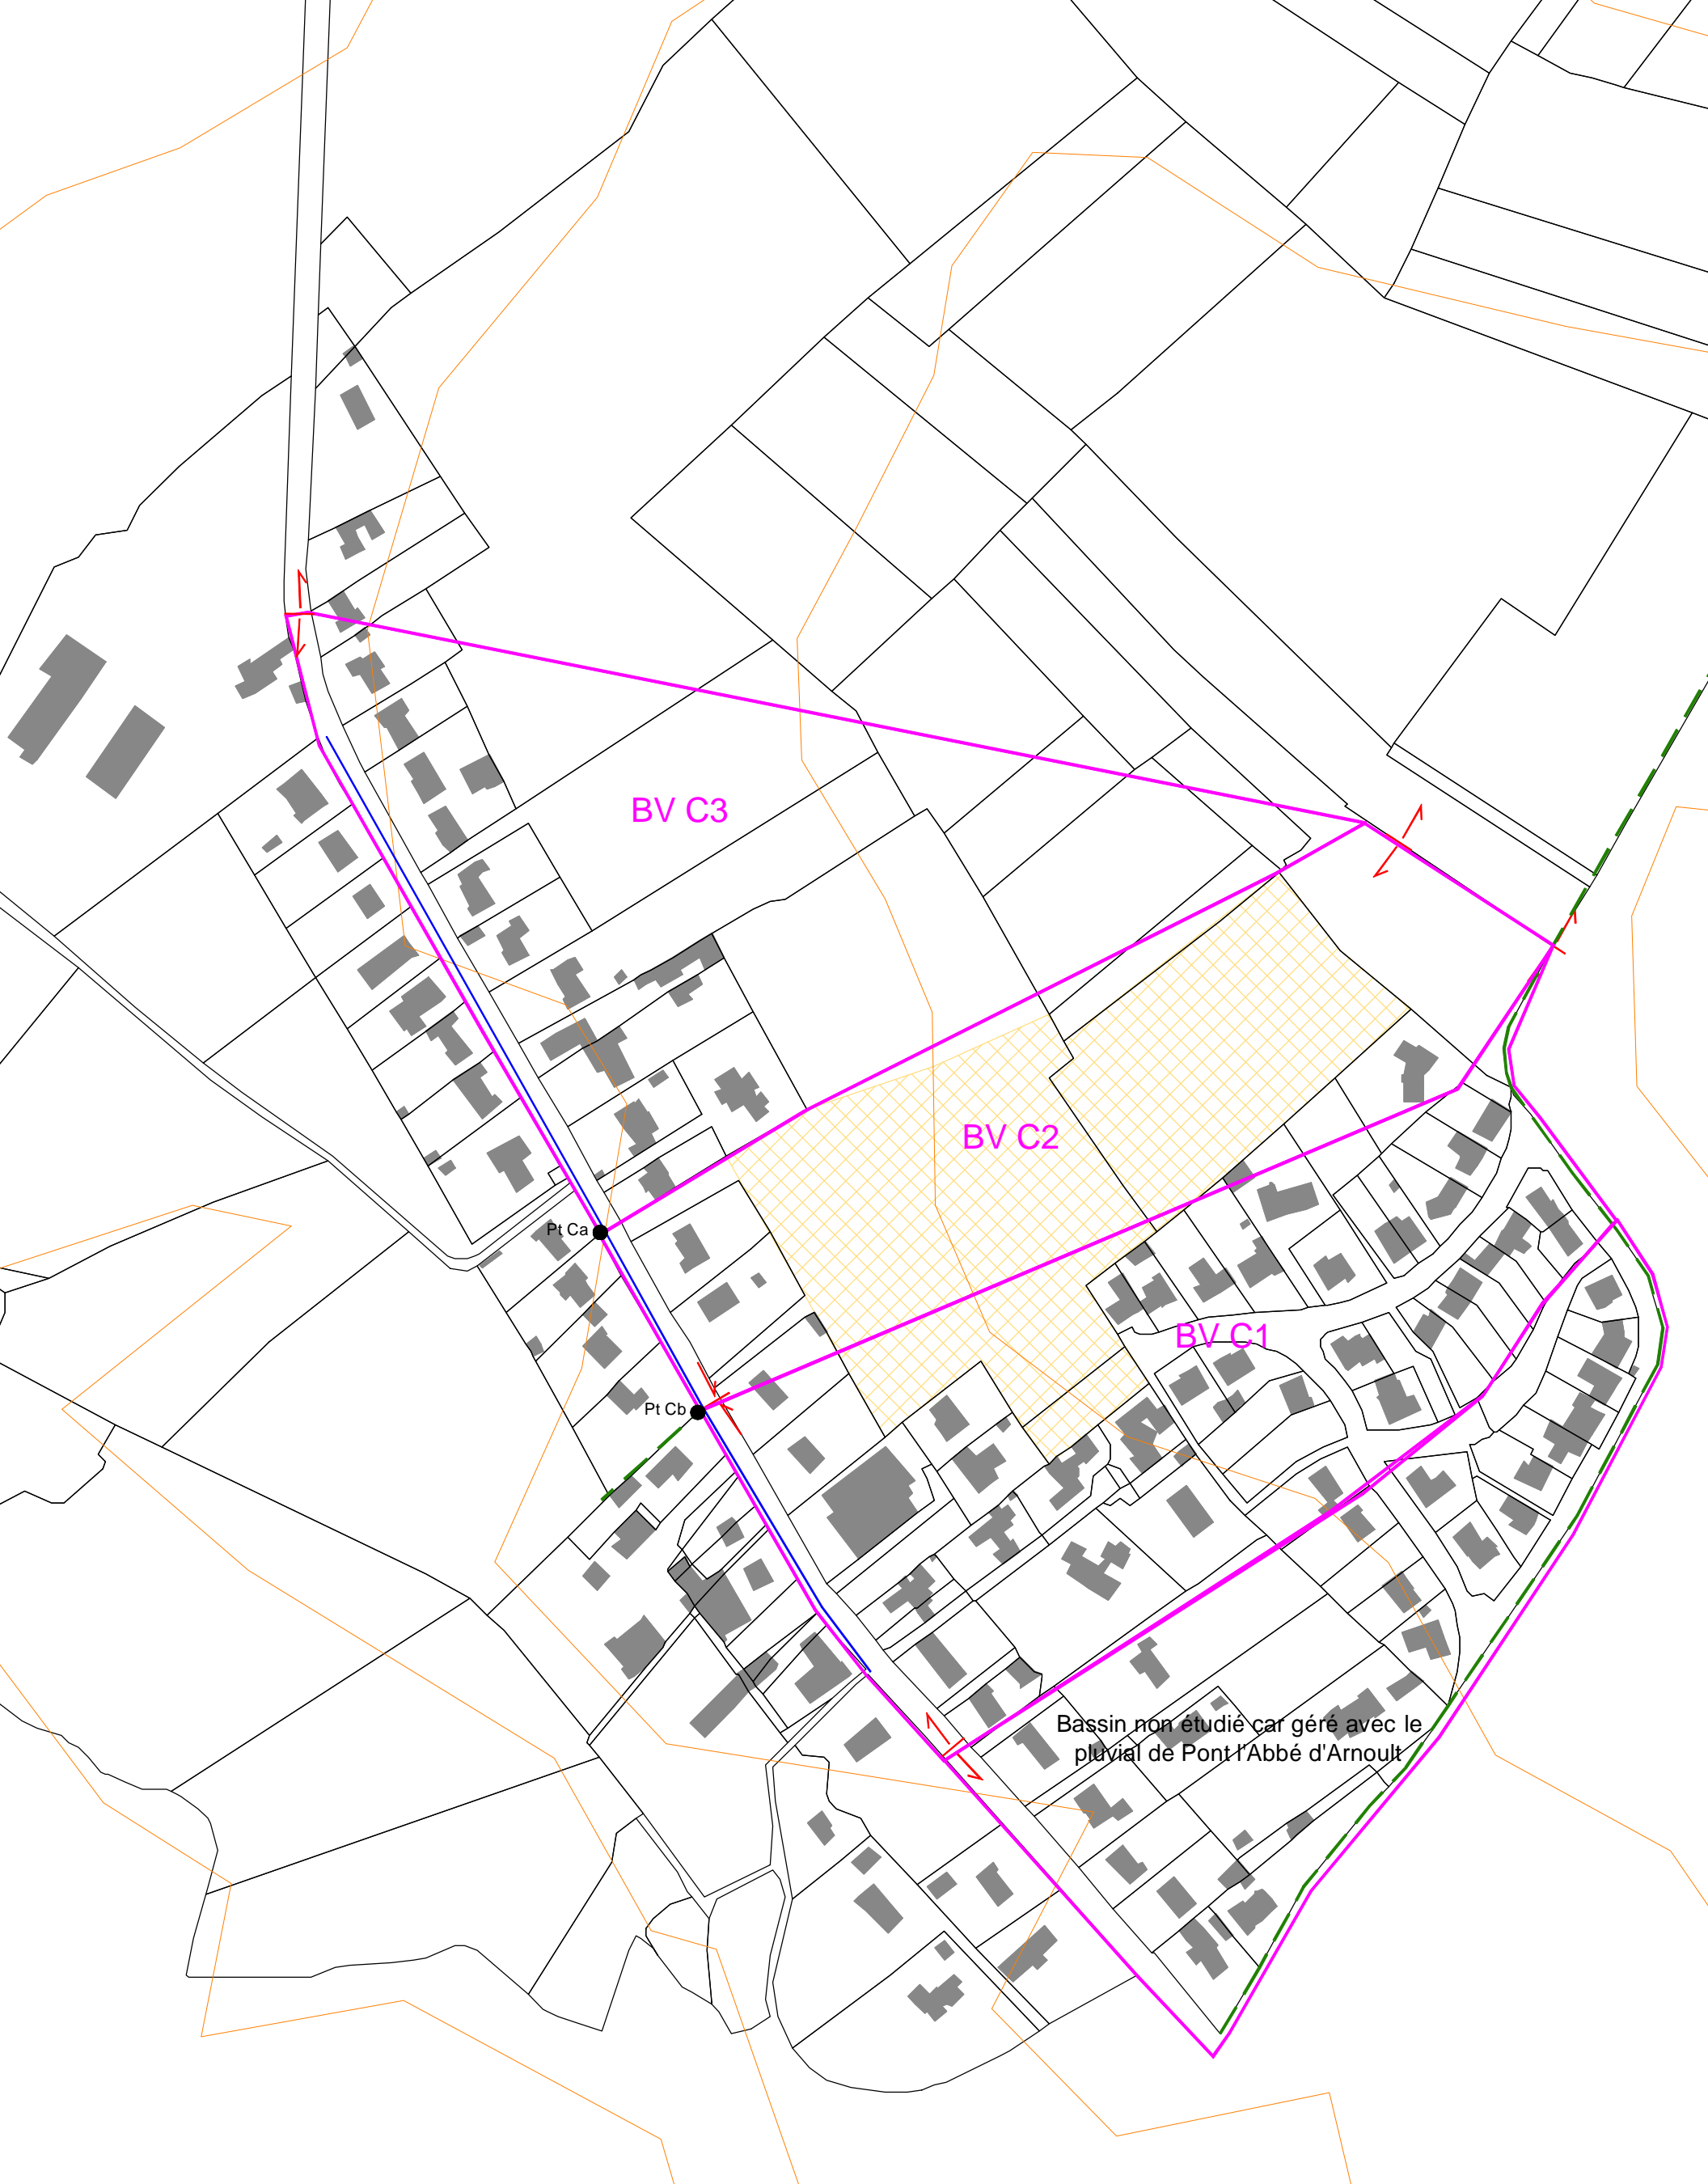 BV C3
BV C2
Pt Ca
BV C1
Pt Cb
Bassin non étudié car géré avec le
pluvial de Pont l'Abbé d'Arnoult